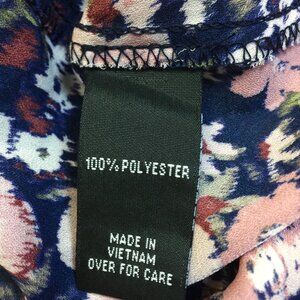 100% POLYESTER
MADE IN
VIETNAM
OVER FOR CARE